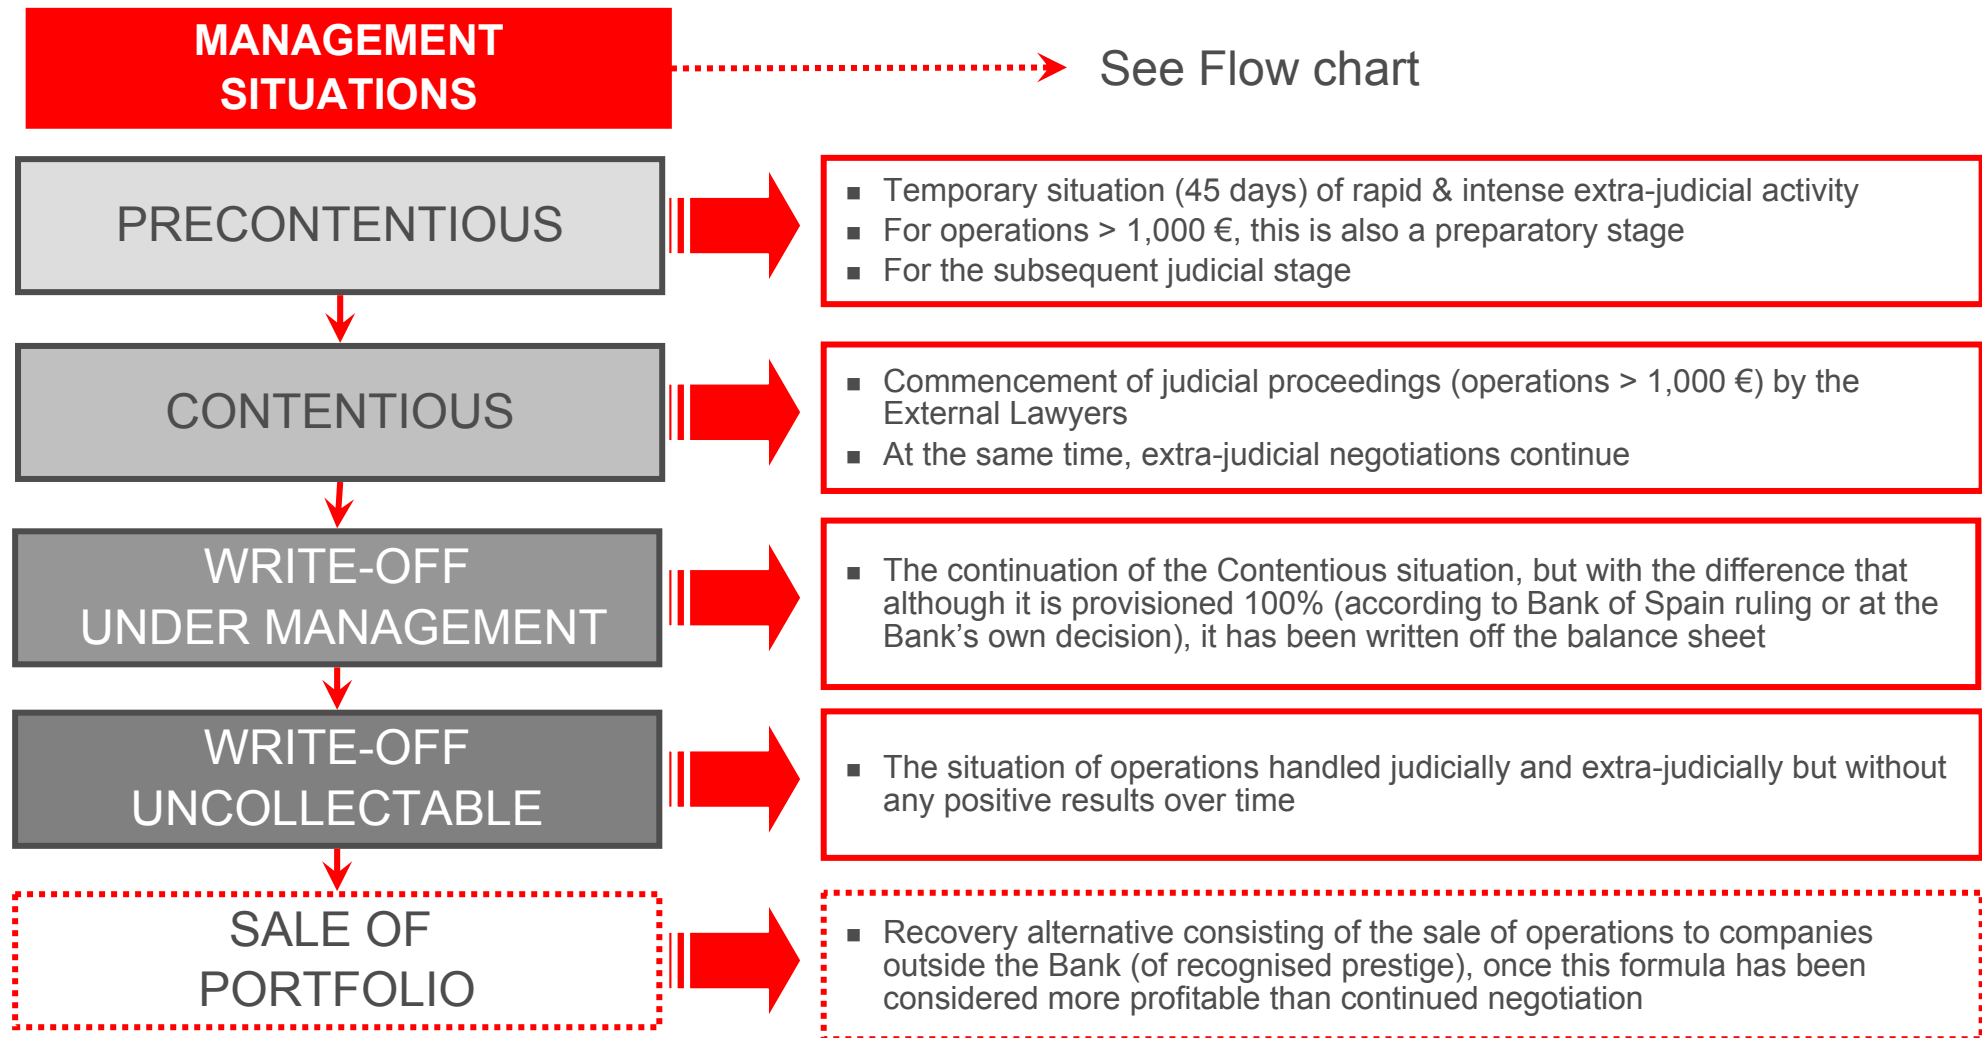 MANAGEMENT
SITUATIONS
See Flow chart
PRECONTENTIOUS
■ Temporary situation (45 days) of rapid & intense extra-judicial activity
■ For operations > 1,000 €, this is also a preparatory stage
■ For the subsequent judicial stage
CONTENTIOUS
■ Commencement of judicial proceedings (operations > 1,000 €) by the
External Lawyers
■ At the same time, extra-judicial negotiations continue
WRITE-OFF
UNDER MANAGEMENT
■ The continuation of the Contentious situation, but with the difference that
although it is provisioned 100% (according to Bank of Spain ruling or at the
Bank’s own decision), it has been written off the balance sheet
WRITE-OFF
UNCOLLECTABLE
■ The situation of operations handled judicially and extra-judicially but without
any positive results over time
SALE OF
PORTFOLIO
■ Recovery alternative consisting of the sale of operations to companies
outside the Bank (of recognised prestige), once this formula has been
considered more profitable than continued negotiation